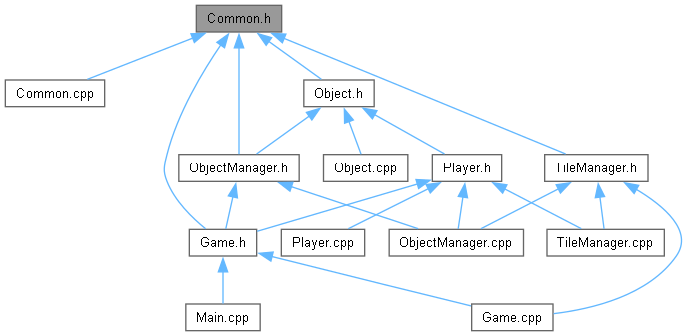 Common.h
Common.cpp
Object.h
ObjectManager.h
Object.cpp
Player.h
TileManager.h
Game.h
Player.cpp
ObjectManager.cpp
TileManager.cpp
Main.cpp
Game.cpp